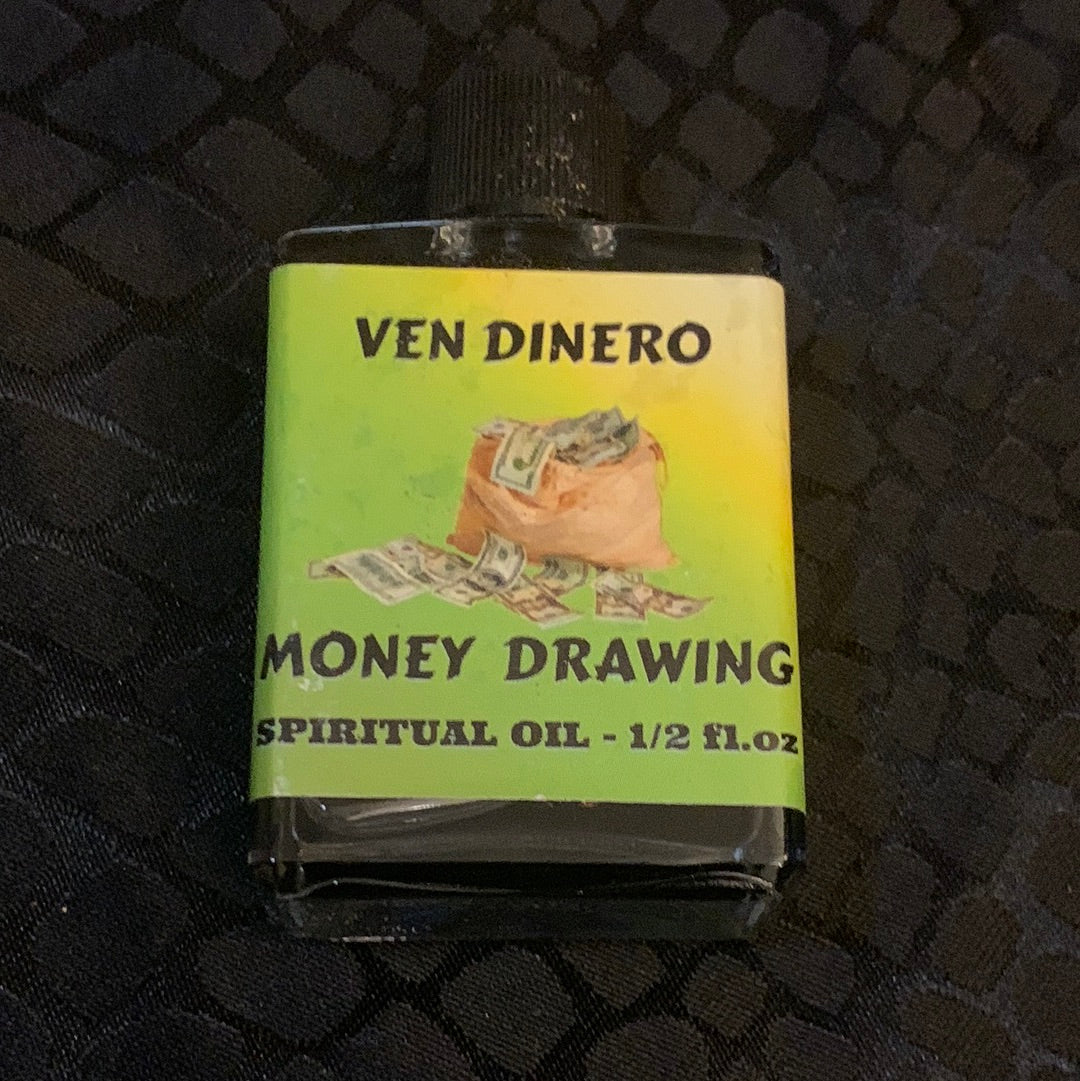 VEN DINERO
MONEY DRAWING
SPIRITUAL OIL - 1/2 fl.oz